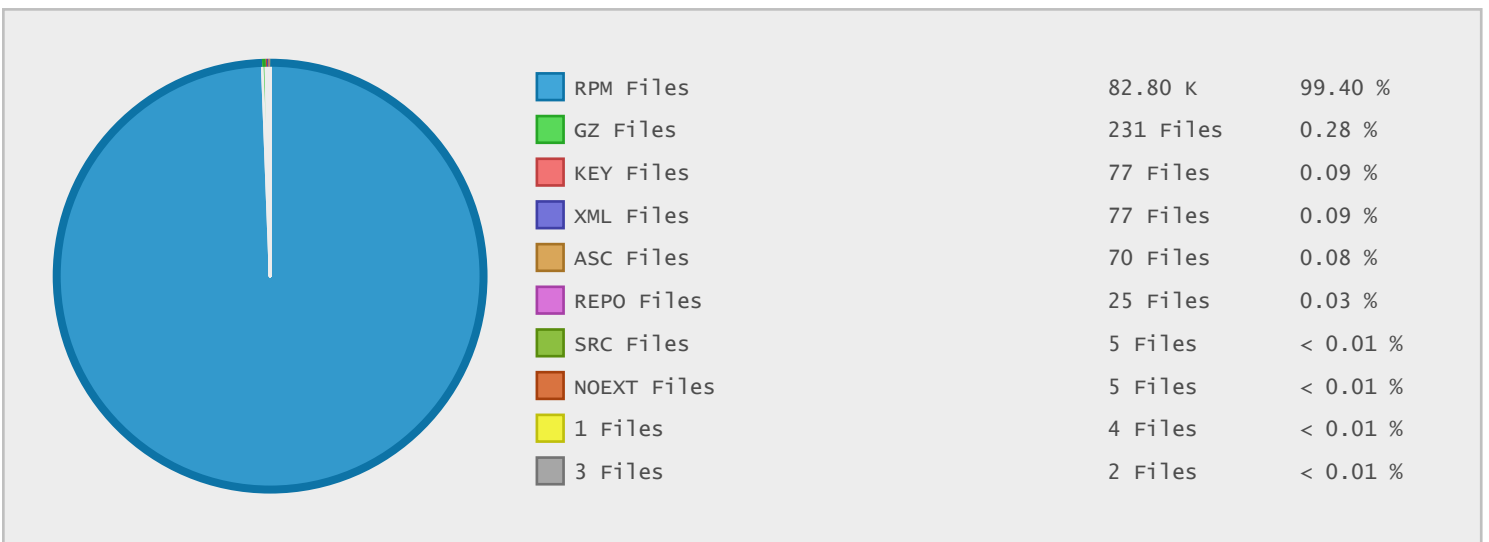 RPM Files 82.80 K 99.40 %
GZ Files 231 Files 0.28 %
KEY Files 77 Files 0.09 %
XML Files 77 Files 0.09 %
ASC Files 70 Files 0.08 %
REPO Files 25 Files 0.03 %
SRC Files 5 Files < 0.01 %
NOEXT Files 5 Files < 0.01 %
1 Files 4 Files < 0.01 %
3 Files 2 Files < 0.01 %